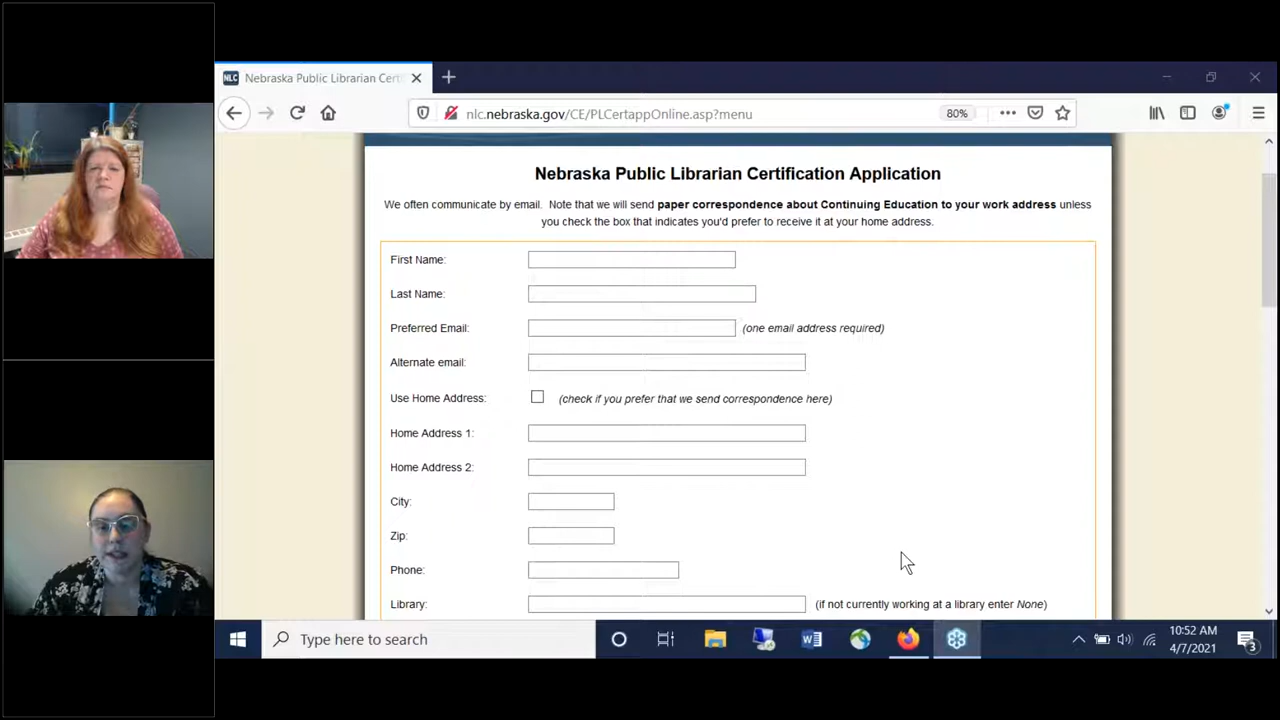 NLC Nebraska Public Librarian Cert
nlc.nebraska.gov/CE/PLCertappOnline.asp?menu 80%
Nebraska Public Librarian Certification Application
We often communicate by email. Note that we will send paper correspondence about Continuing Education to your work address unless
you check the box that indicates you'd prefer to receive it at your home address.
First Name:
Last Name:
Preferred Email: (one email address required)
Alternate email:
Use Home Address: (check if you prefer that we send correspondence here)
Home Address 1:
Home Address 2:
City:
Zip:
Phone:
Library: (if not currently working at a library enter None)
Type here to search
10:52 AM
4/7/2021
3